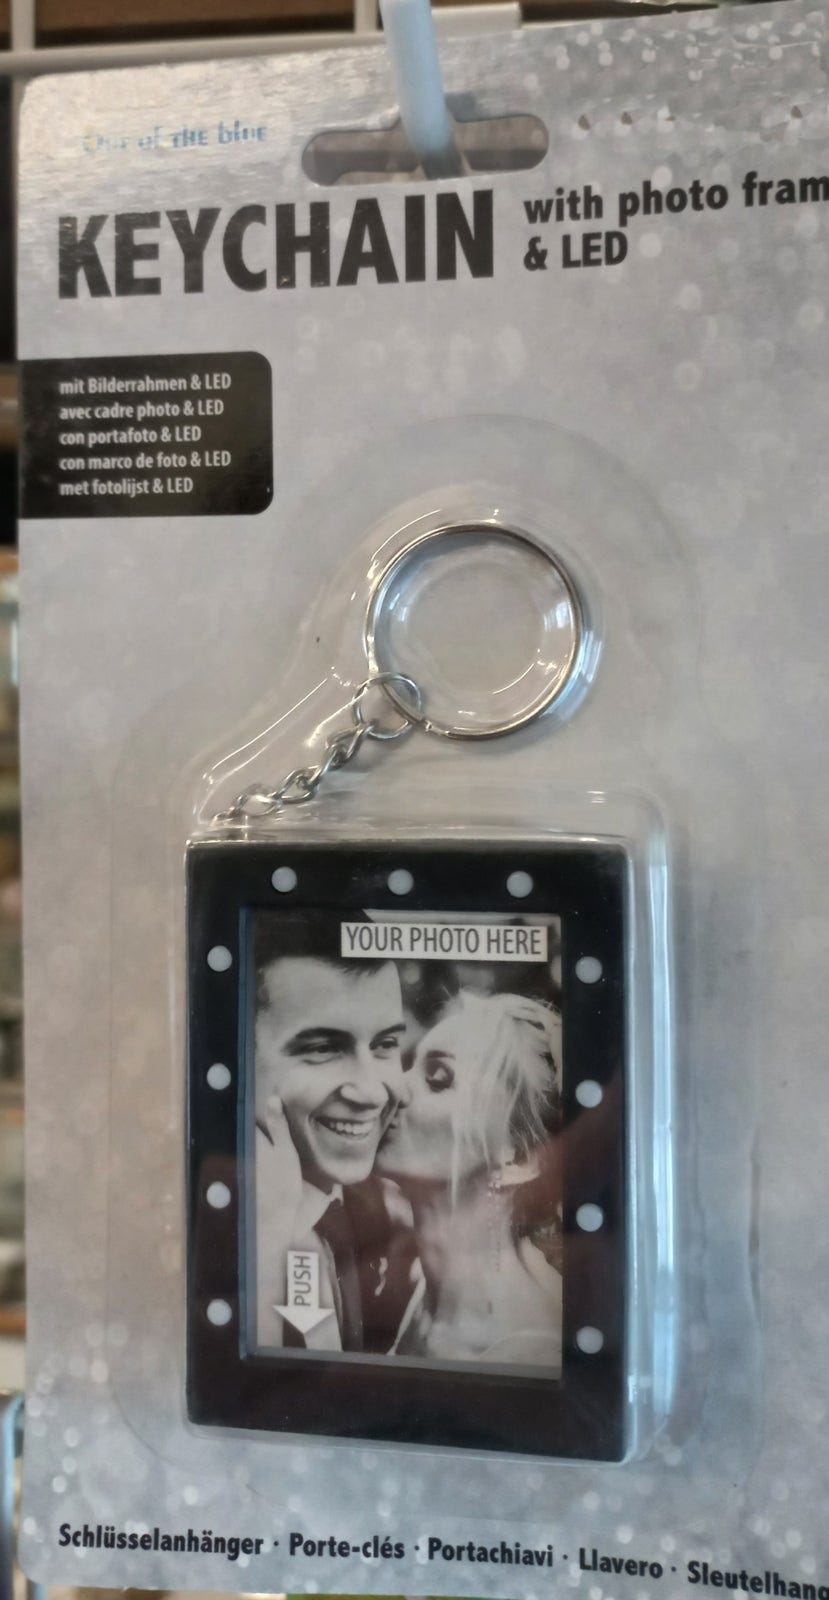 Out of THE blue
KEYCHAIN
with photo fram
& LED
mit Bilderrahmen & LED
avec cadre photo & LED
con portafoto & LED
con marco de foto & LED
met fotolijst & LED
YOUR PHOTO HERE
PUSH
Schlüsselanhänger · Porte-clés · Portachiavi · Llavero · Sleutelhang